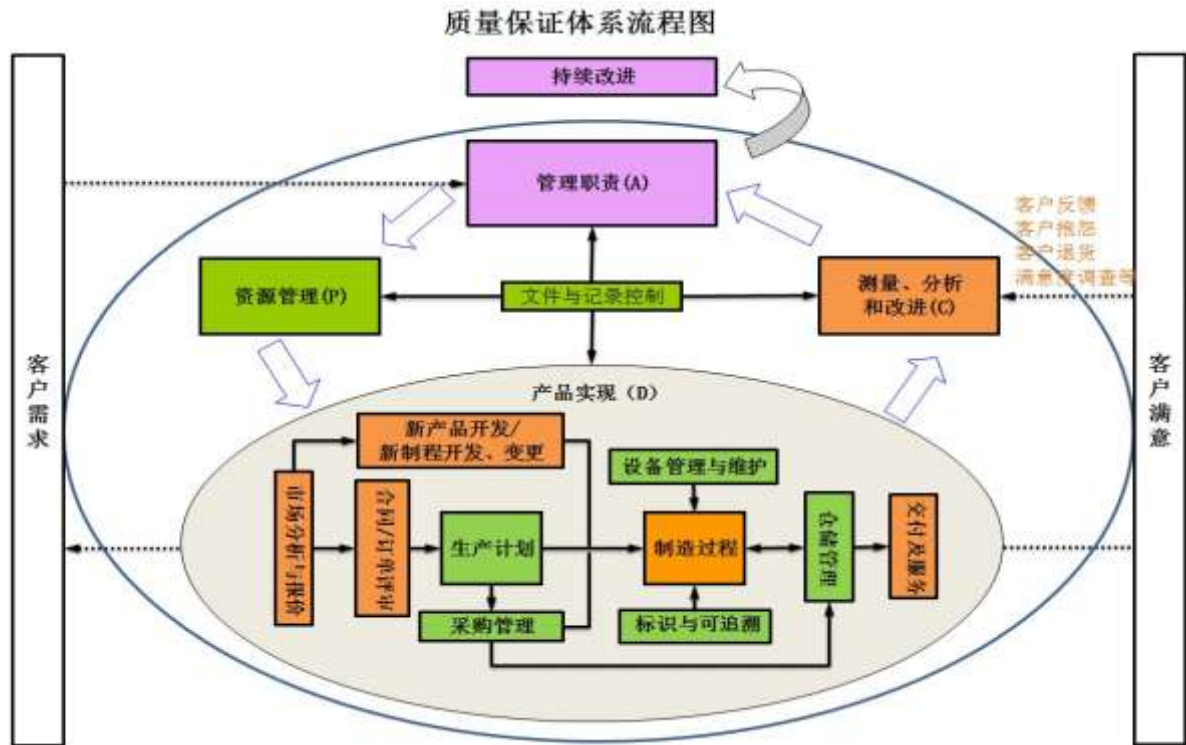 质量保证体系流程图
持续改进
管理职责(A)
客户反馈
客户抱怨
客户退货
满意度调查等
资源管理(P)
文件与记录控制
测量、分析
和改进(C)
客户需求
客户满意
产品实现（D）
新产品开发/
新制程开发、变更
设备管理与维护
市场分析与报价
合同/订单评审
生产计划
制造过程
仓储管理
交付及服务
采购管理
标识与可追溯